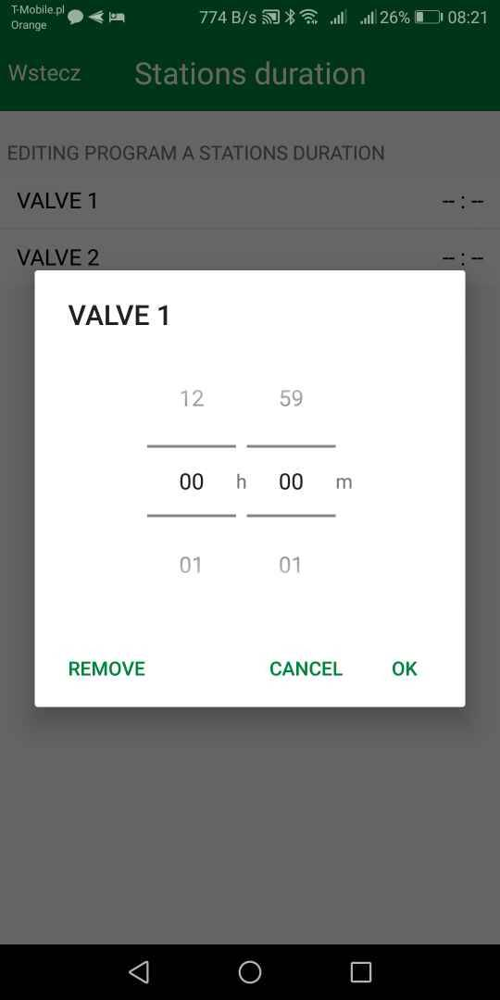 T-Mobile.pl
Orange
774 B/s 26% 08:21
Wstecz Stations duration
EDITING PROGRAM A STATIONS DURATION
VALVE 1 -- : --
VALVE 2 -- : --
VALVE 1
12 59
00 h 00 m
01 01
REMOVE CANCEL OK